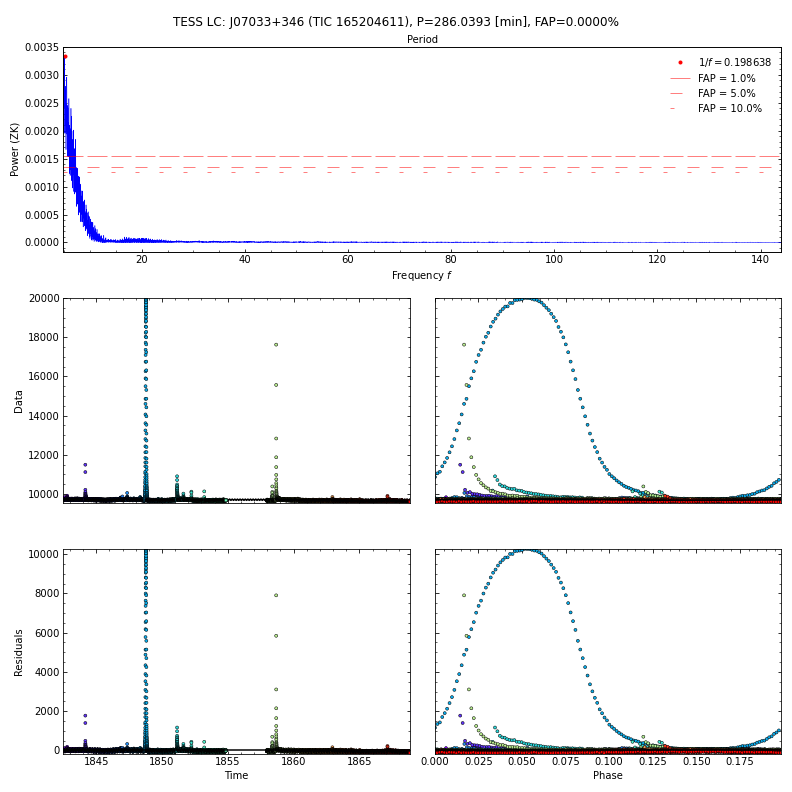 TESS LC: J07033+346 (TIC 165204611), P=286.0393 [min], FAP=0.0000%
Period
0.0035
0.0030
0.0025
0.0020
0.0015
0.0010
0.0005
0.0000
Power (ZK)
1/f = 0.198638
FAP = 1.0%
FAP = 5.0%
FAP = 10.0%
20 40 60 80 100 120 140
Frequency f
20000
18000
16000
14000
12000
10000
Data
10000
8000
6000
4000
2000
0
Residuals
1845 1850 1855 1860 1865
Time
0.000 0.025 0.050 0.075 0.100 0.125 0.150 0.175
Phase